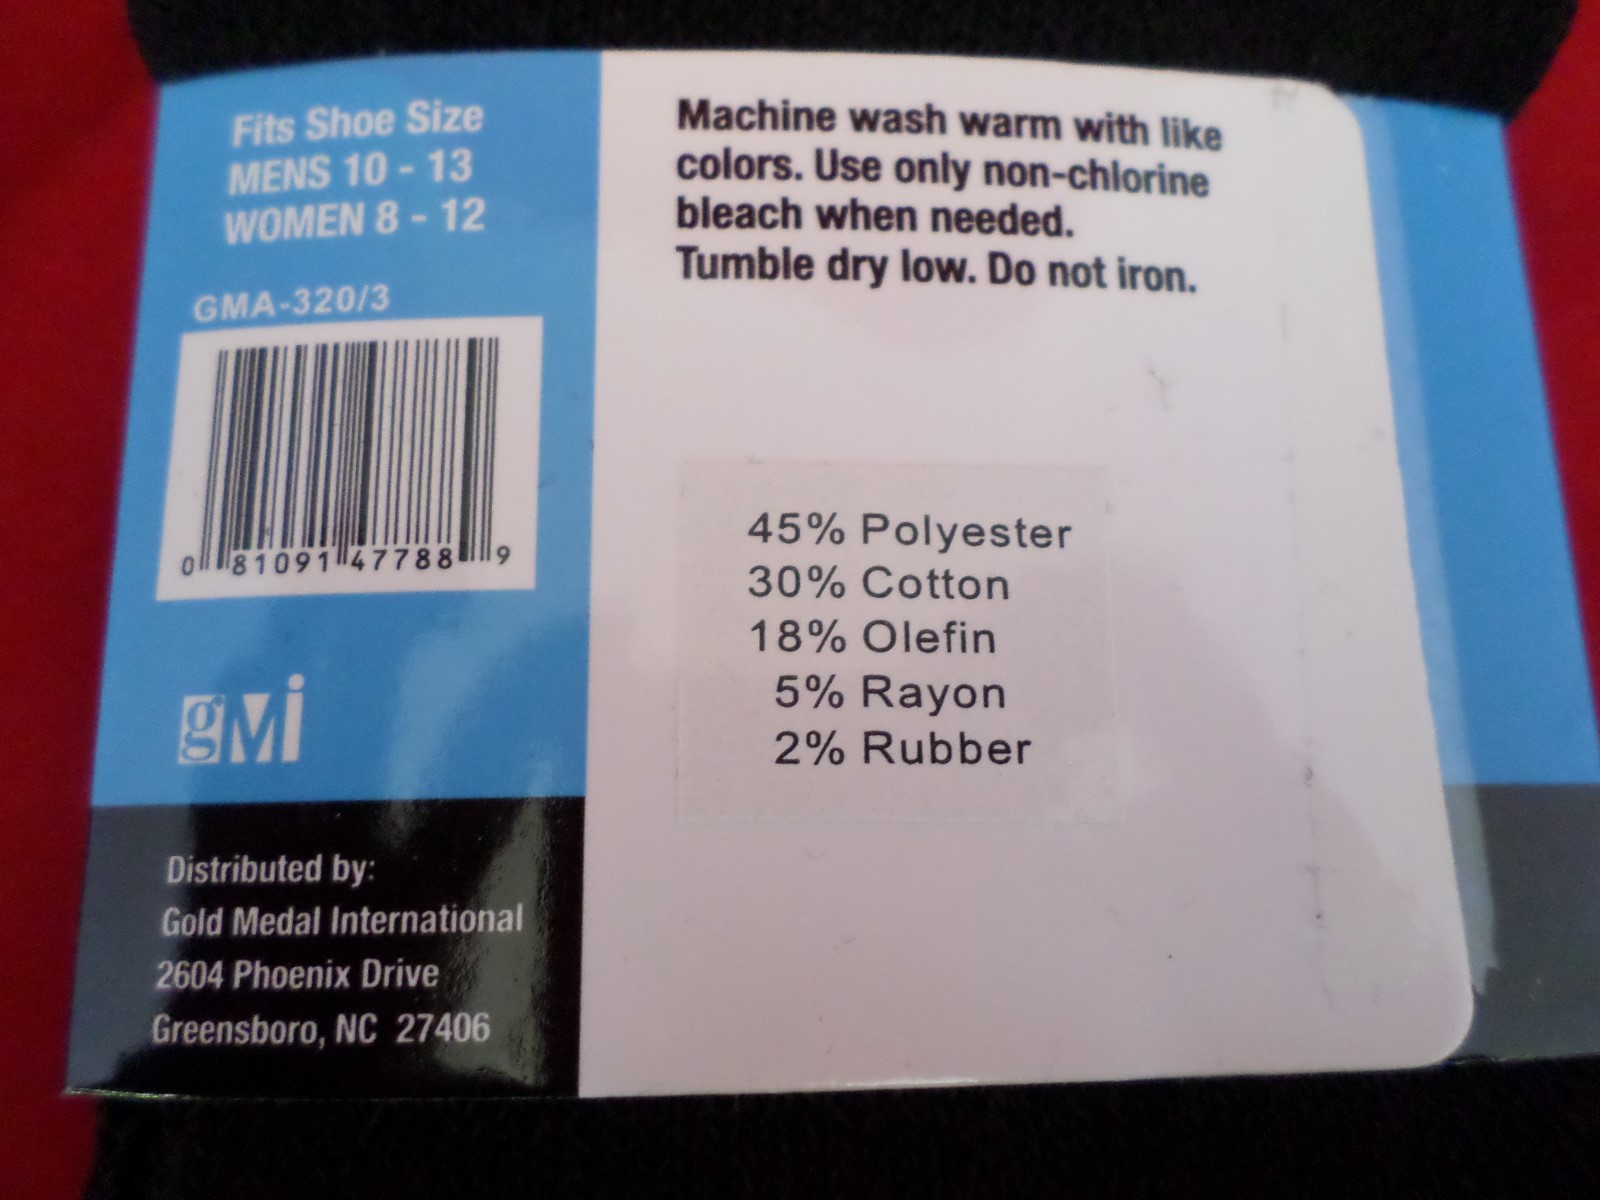 Fits Shoe Size
MENS 10 - 13
WOMEN 8 - 12
GMA-320/3
0 81091 47788 9
gMi
Distributed by:
Gold Medal International
2604 Phoenix Drive
Greensboro, NC 27406
Machine wash warm with like
colors. Use only non-chlorine
bleach when needed.
Tumble dry low. Do not iron.
45% Polyester
30% Cotton
18% Olefin
5% Rayon
2% Rubber